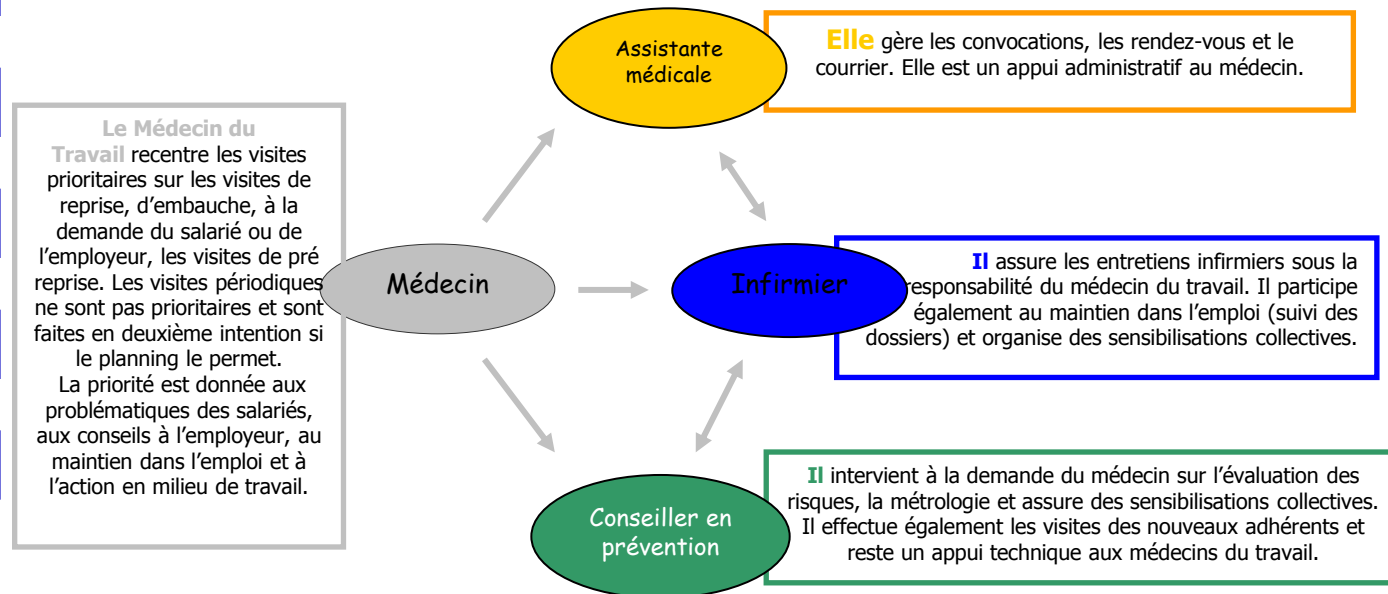 Assistante
médicale
Elle gère les convocations, les rendez-vous et le
courrier. Elle est un appui administratif au médecin.
Le Médecin du
Travail recentre les visites
prioritaires sur les visites de
reprise, d’embauche, à la
demande du salarié ou de
l’employeur, les visites de pré
reprise. Les visites périodiques
ne sont pas prioritaires et sont
faites en deuxième intention si
le planning le permet.
La priorité est donnée aux
problématiques des salariés,
aux conseils à l’employeur, au
maintien dans l’emploi et à
l’action en milieu de travail.
Médecin
Infirmier
Il assure les entretiens infirmiers sous la
responsabilité du médecin du travail. Il participe
également au maintien dans l’emploi (suivi des
dossiers) et organise des sensibilisations collectives.
Conseiller en
prévention
Il intervient à la demande du médecin sur l’évaluation des
risques, la métrologie et assure des sensibilisations collectives.
Il effectue également les visites des nouveaux adhérents et
reste un appui technique aux médecins du travail.